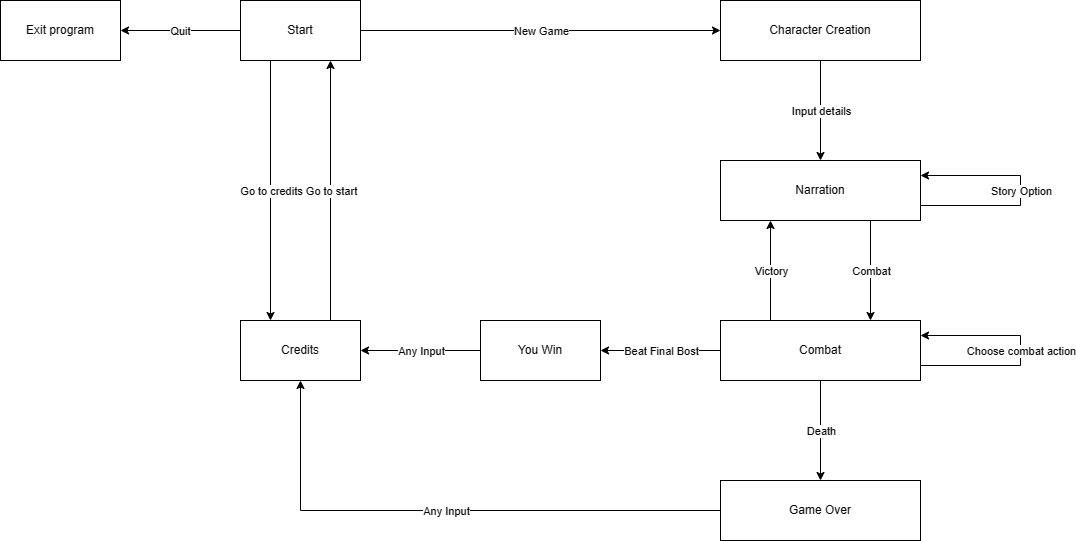 Exit program
Quit
Start
New Game
Character Creation
Input details
Go to credits
Go to start
Narration
Story Option
Victory
Combat
Credits
Any Input
You Win
Beat Final Bost
Combat
Choose combat action
Death
Any Input
Game Over